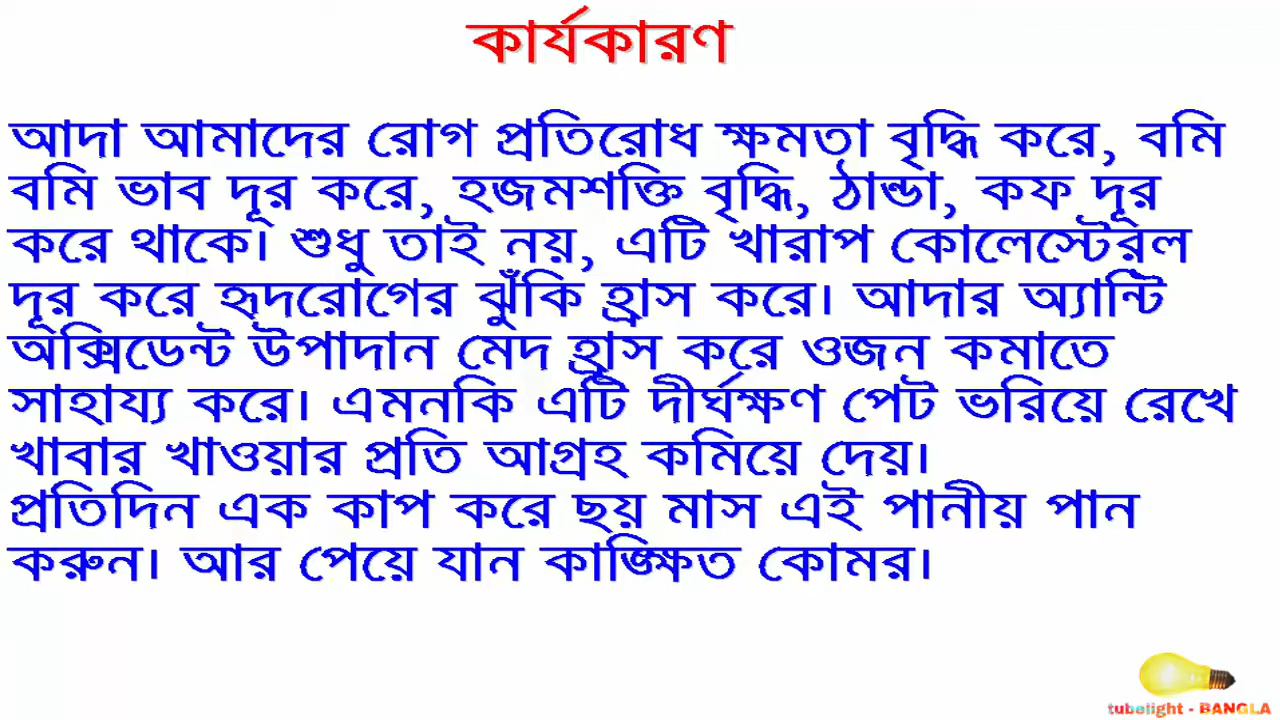 কার্যকারণ
আদা আমাদের রোগ প্রতিরোধ ক্ষমতা বৃদ্ধি করে, বমি
বমি ভাব দূর করে, হজমশক্তি বৃদ্ধি, ঠান্ডা, কফ দূর
করে থাকে। শুধু তাই নয়, এটি খারাপ কোলেস্টেরল
দূর করে হৃদরোগের ঝুঁকি হ্রাস করে। আদার অ্যান্টি
অক্সিডেন্ট উপাদান মেদ হ্রাস করে ওজন কমাতে
সাহায্য করে। এমনকি এটি দীর্ঘক্ষণ পেট ভরিয়ে রেখে
খাবার খাওয়ার প্রতি আগ্রহ কমিয়ে দেয়।
প্রতিদিন এক কাপ করে ছয় মাস এই পানীয় পান
করুন। আর পেয়ে যান কাঙ্ক্ষিত কোমর।
tubelight - BANGLA